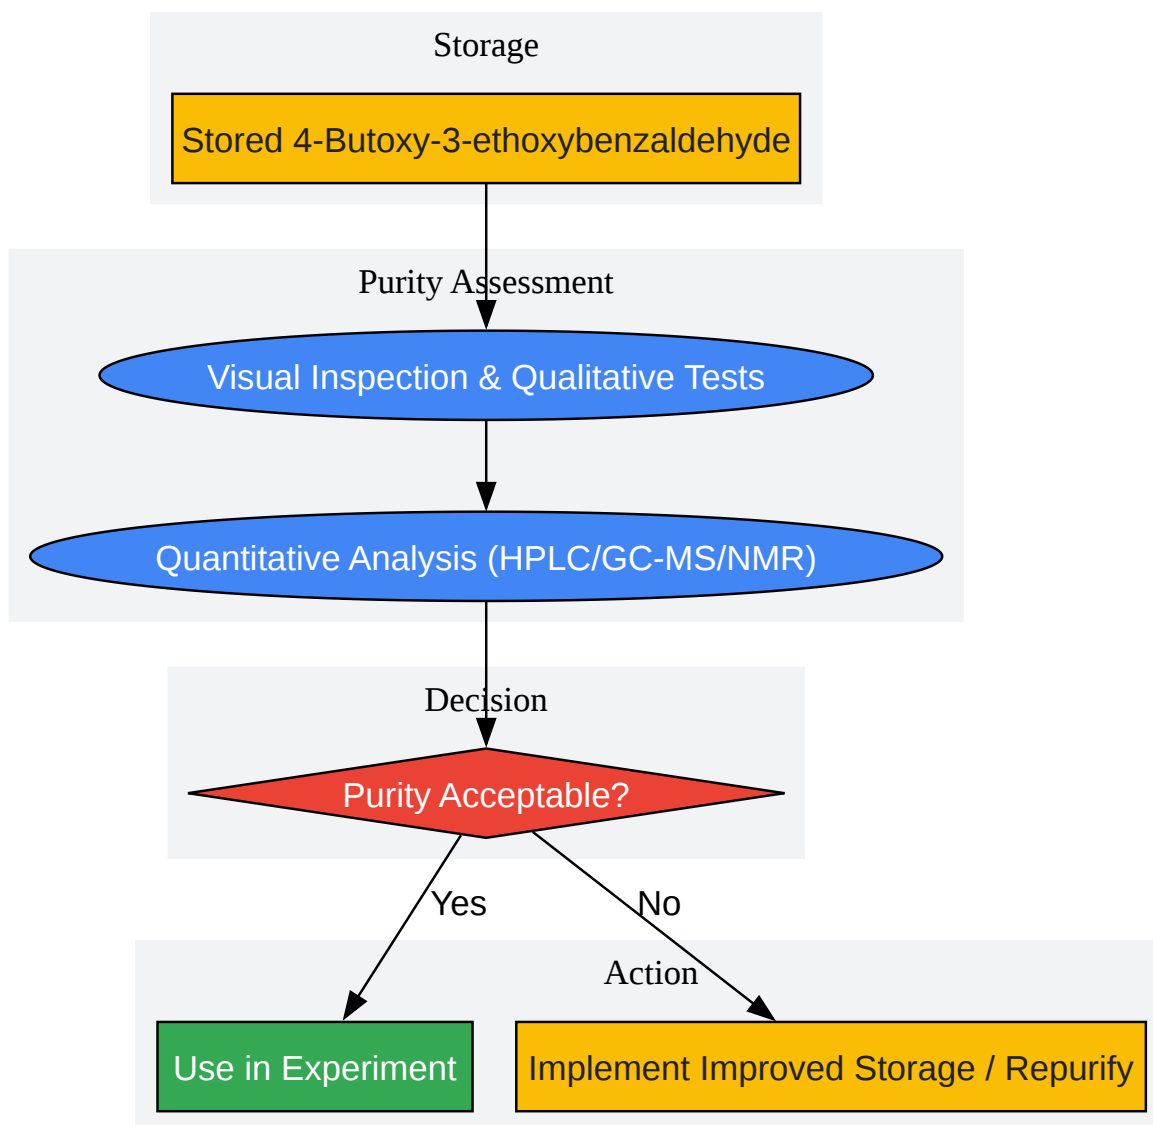 Storage
Stored 4-Butoxy-3-ethoxybenzaldehyde
Purity Assessment
Visual Inspection & Qualitative Tests
Quantitative Analysis (HPLC/GC-MS/NMR)
Decision
Purity Acceptable?
Yes
No
Action
Use in Experiment
Implement Improved Storage / Repurify